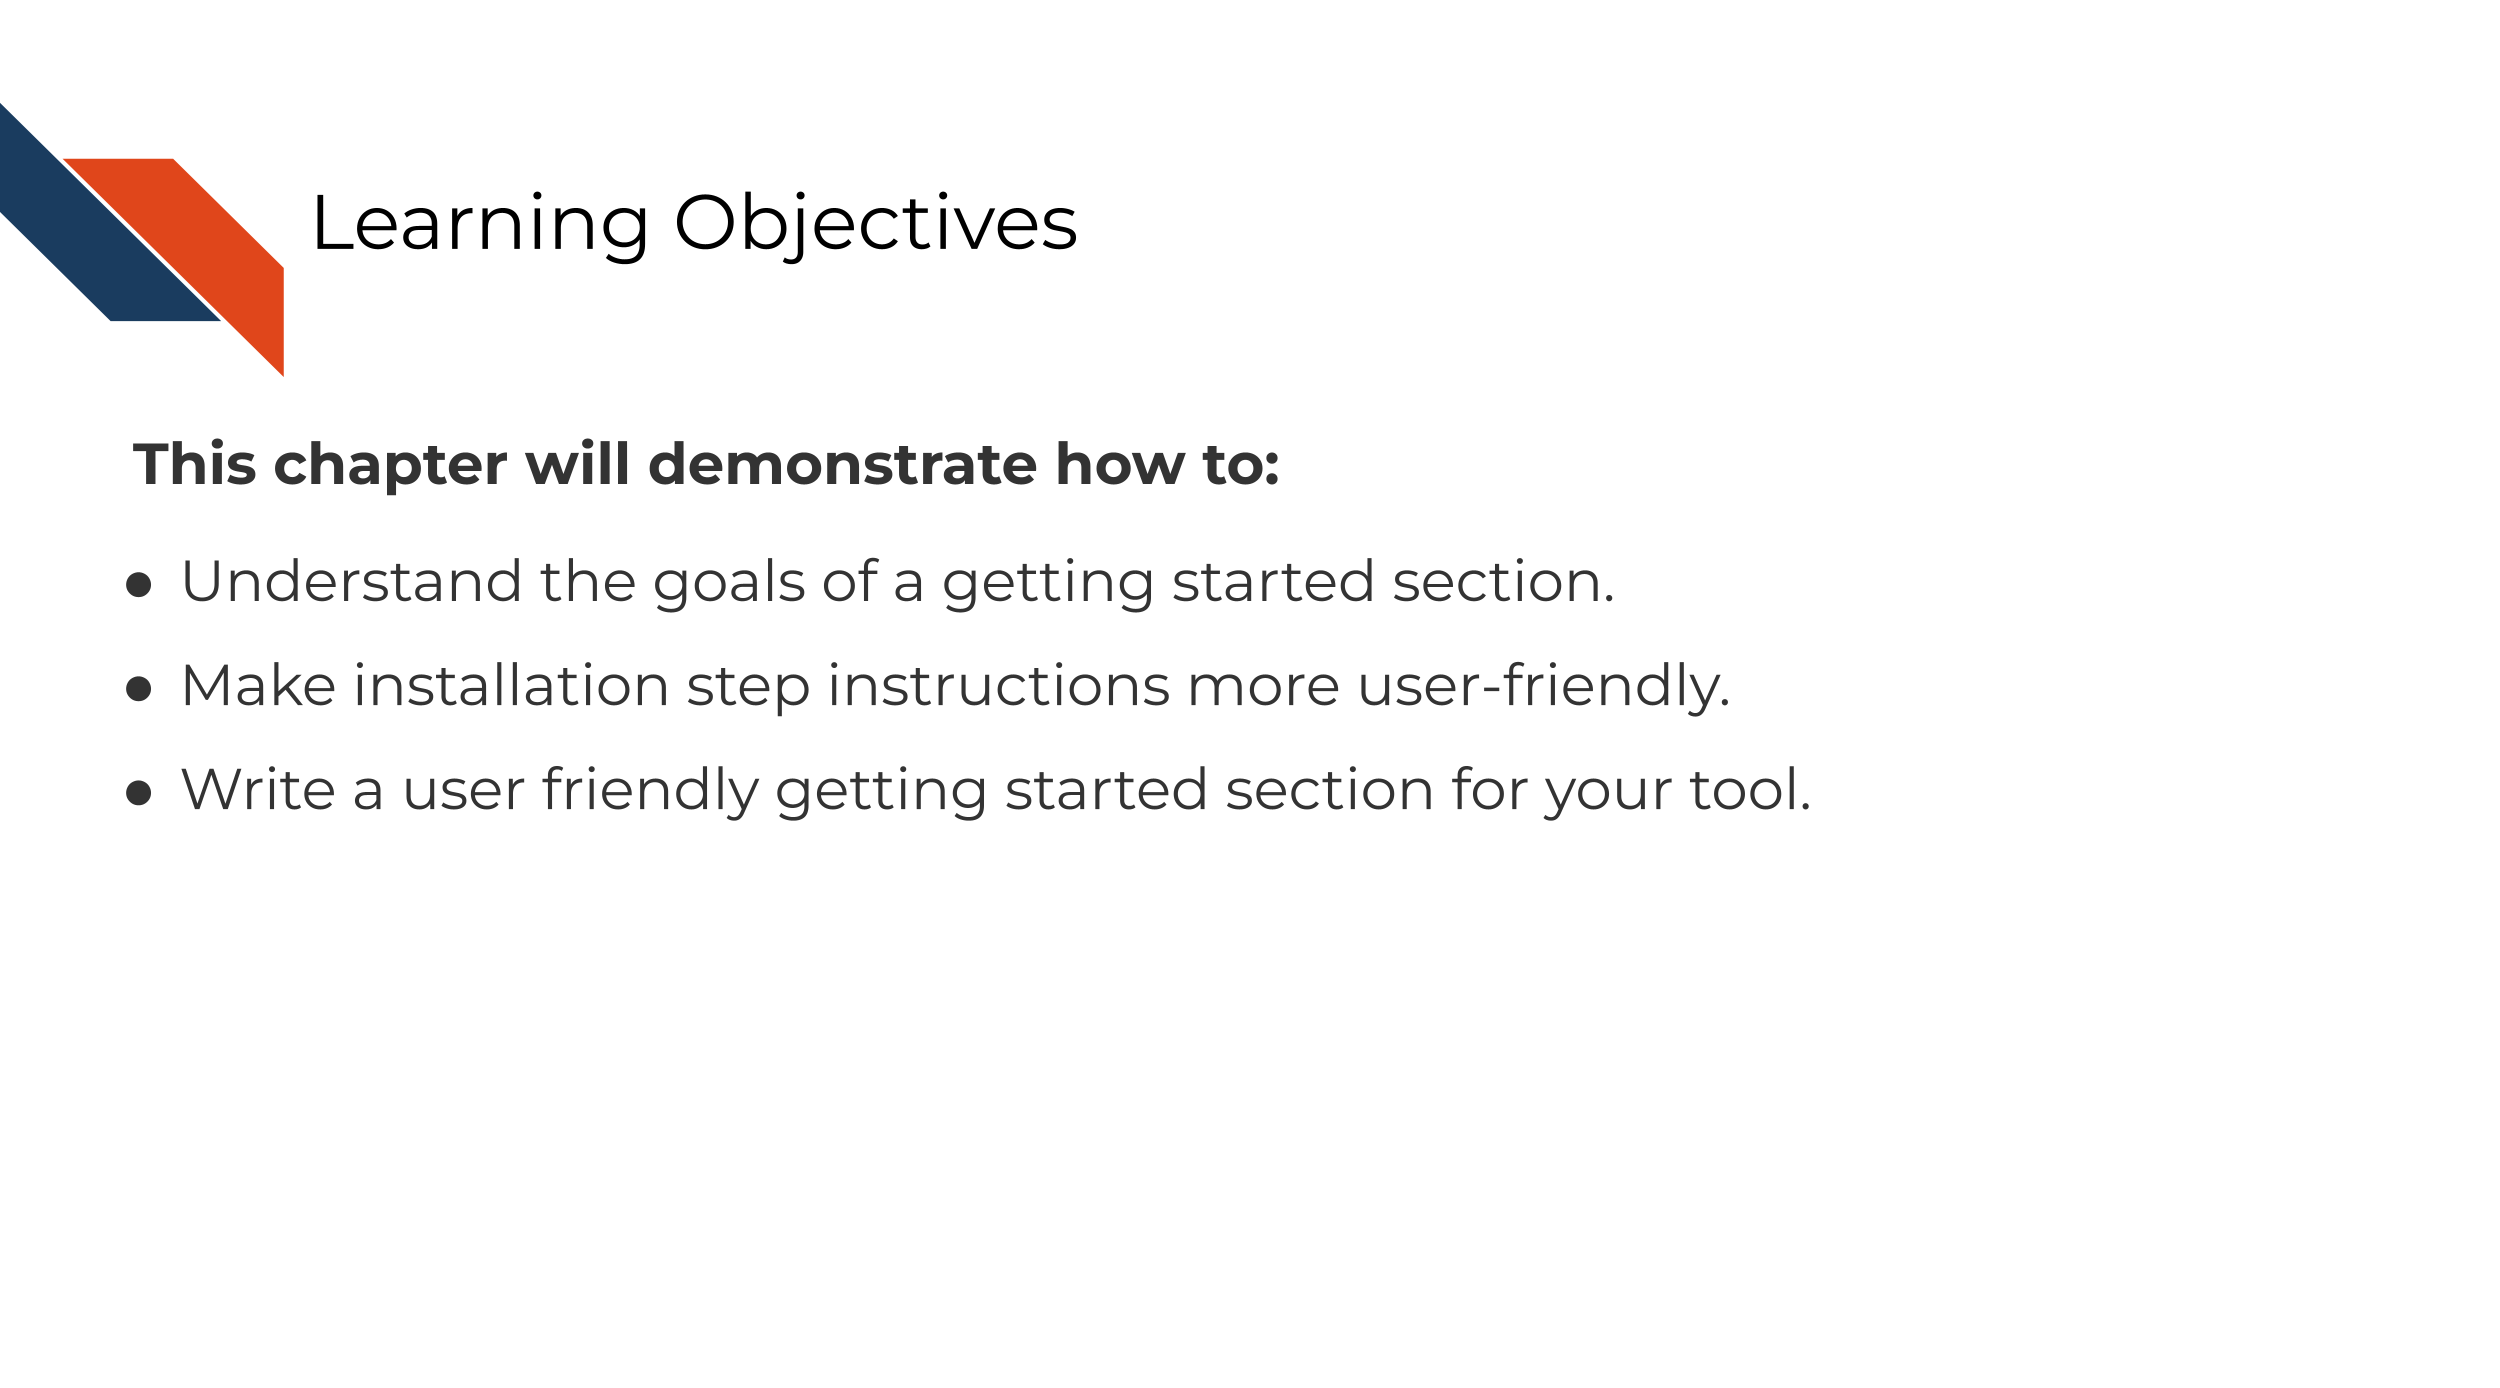 Learning Objectives
This chapter will demonstrate how to:
● Understand the goals of a getting started section.
● Make installation step instructions more user-friendly.
● Write a user friendly getting started section for your tool.